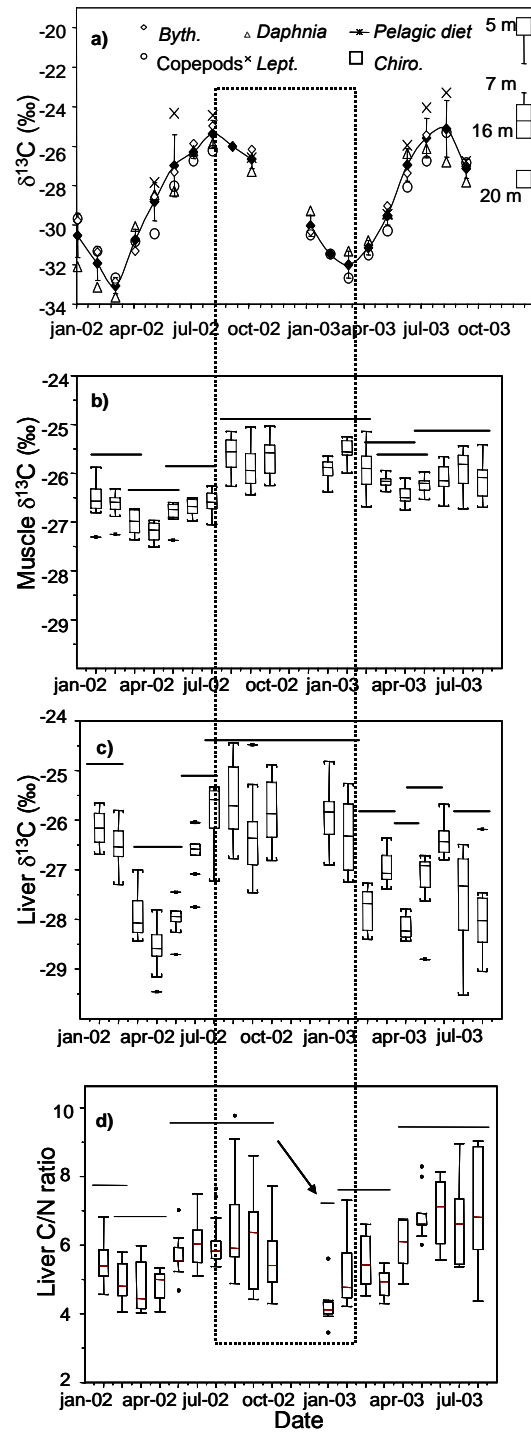 a)
Byth. Daphnia Pelagic diet
Copepods Lept. Chiro.
δ13C (‰)
-20
-22
-24
-26
-28
-30
-32
-34
5 m
7 m
16 m
20 m
jan-02 apr-02 jul-02 oct-02 jan-03 apr-03 jul-03 oct-03
b)
Muscle δ13C (‰)
-24
-25
-26
-27
-28
-29
jan-02 apr-02 jul-02 oct-02 jan-03 apr-03 jul-03
c)
Liver δ13C (‰)
-24
-25
-26
-27
-28
-29
jan-02 apr-02 jul-02 oct-02 jan-03 apr-03 jul-03
d)
Liver C/N ratio
10
8
6
4
2
jan-02 apr-02 jul-02 oct-02 jan-03 apr-03 jul-03
Date